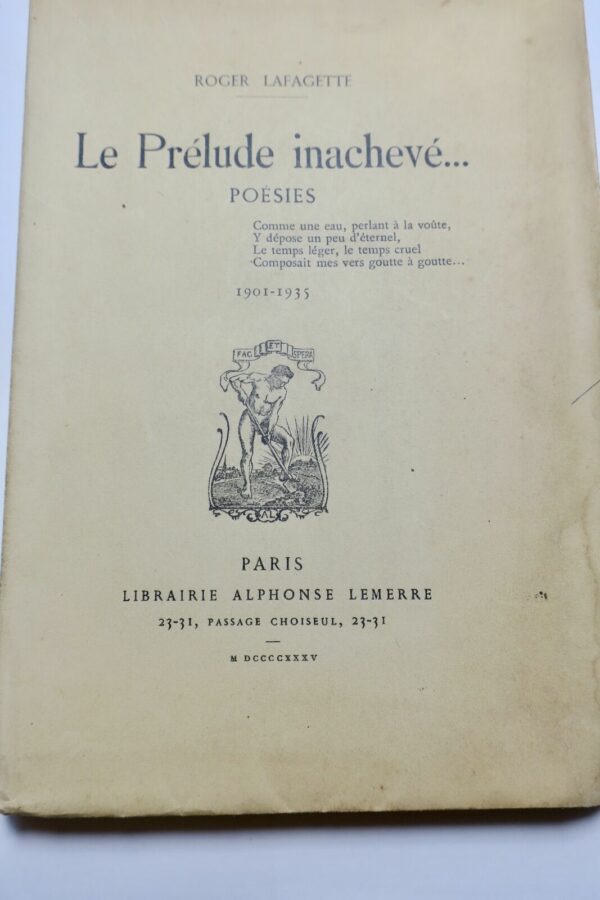 ROGER LAFAGETTE
Le Prélude inachevé...
POÉSIES
Comme une eau, perlant à la voûte,
Y dépose un peu d'éternel,
Le temps léger, le temps cruel
Composait mes vers goutte à goutte...
1901-1935
FAC ET SPERA
AL
PARIS
LIBRAIRIE ALPHONSE LEMERRE
23-31, PASSAGE CHOISEUL, 23-31
M DCCCCXXXV